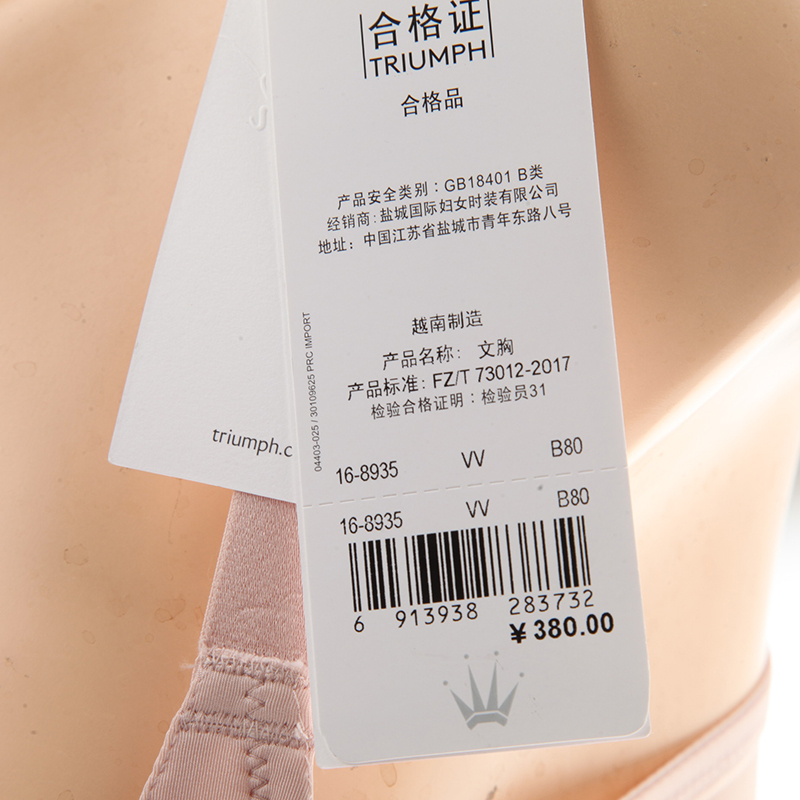 合格证
TRIUMPH
合格品
产品安全类别：GB18401 B类
经销商：盐城国际妇女时装有限公司
地址：中国江苏省盐城市青年东路八号
越南制造
产品名称：文胸
产品标准：FZ/T 73012-2017
检验合格证明：检验员31
04403-025 / 30109625 PRC IMPORT
16-8935 VV B80
16-8935 VV B80
6 913938 283732
¥380.00
triumph.c